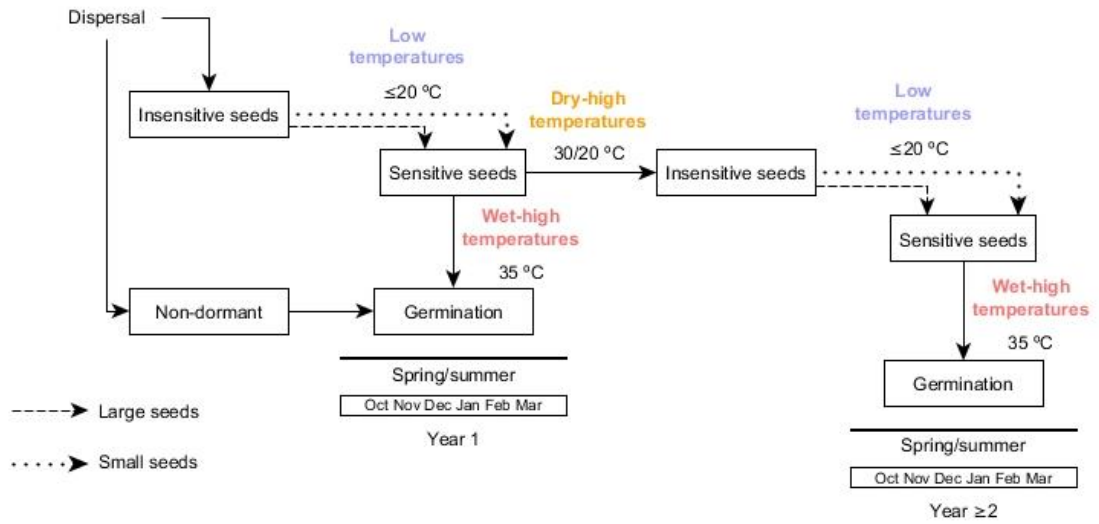 Dispersal
Low
temperatures
≤20 ºC
Insensitive seeds
Dry-high
temperatures
30/20 ºC
Sensitive seeds
Insensitive seeds
Low
temperatures
≤20 ºC
Sensitive seeds
Wet-high
temperatures
35 ºC
Non-dormant
Germination
Wet-high
temperatures
35 ºC
Germination
Spring/summer
Oct Nov Dec Jan Feb Mar
Year 1
Large seeds
Small seeds
Spring/summer
Oct Nov Dec Jan Feb Mar
Year ≥2